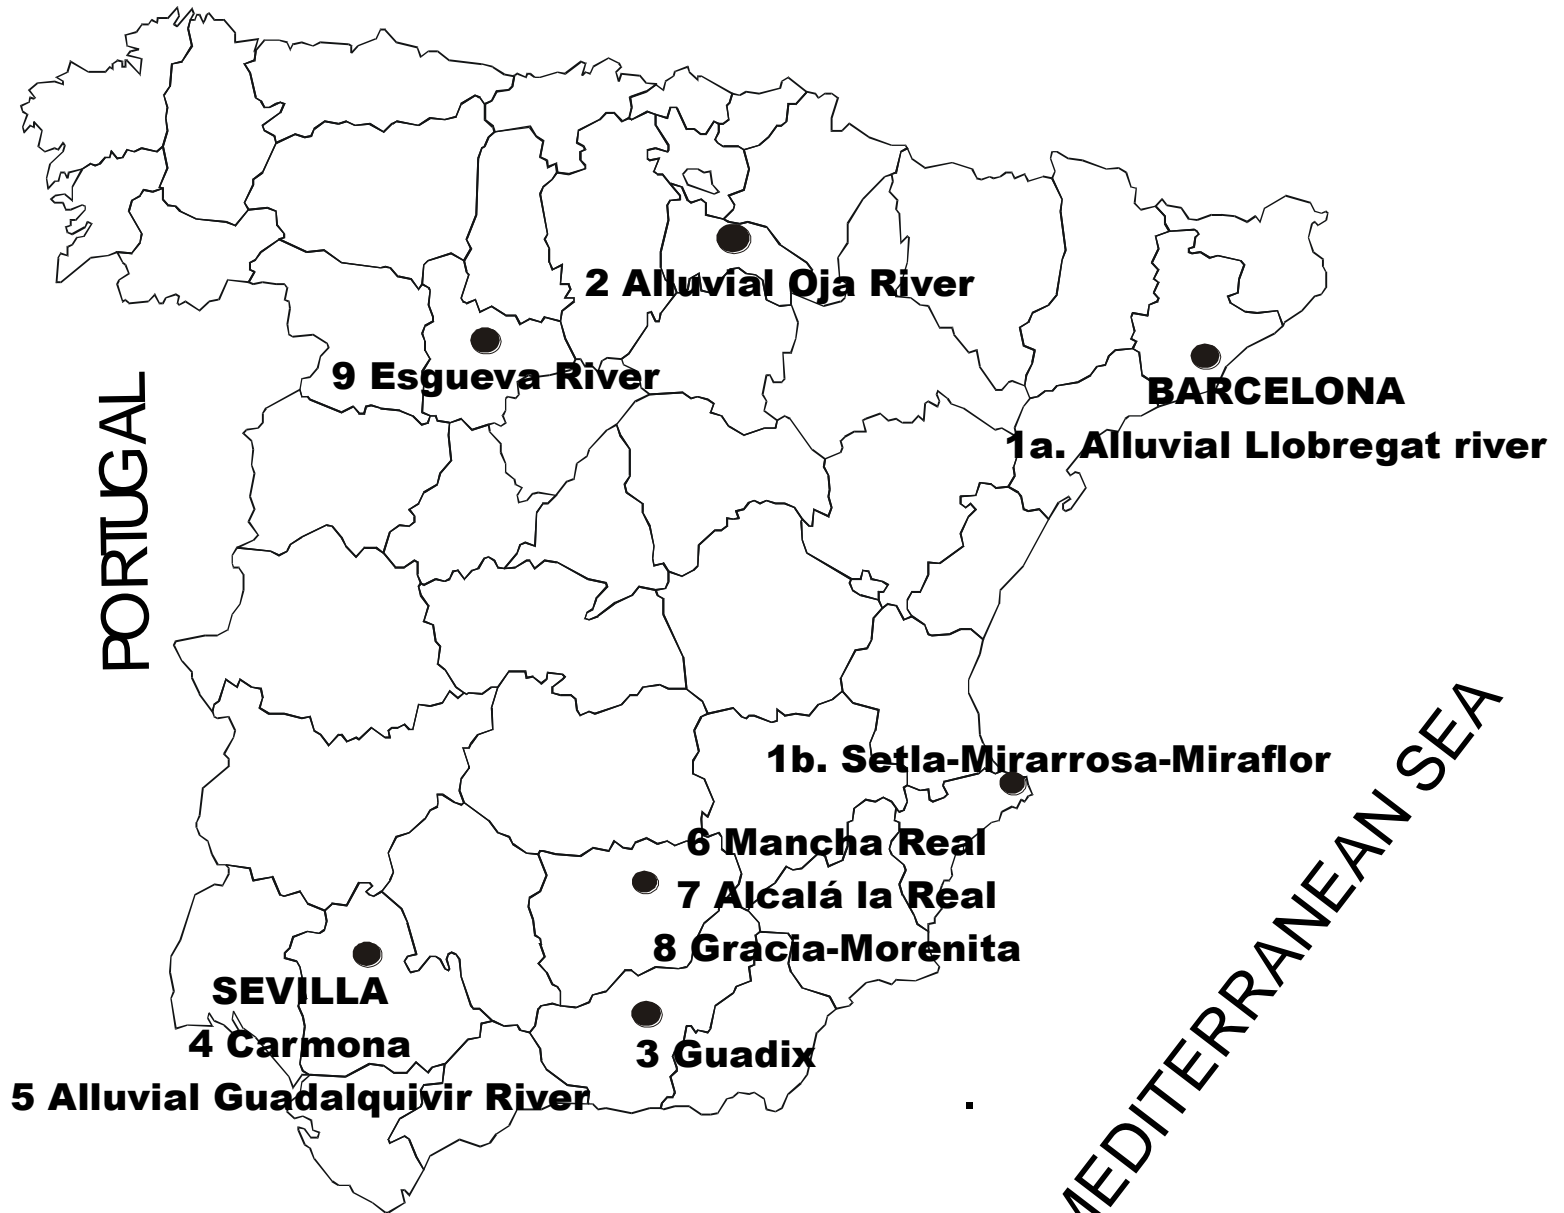 2 Alluvial Oja River
9 Esgueva River
BARCELONA
1a. Alluvial Llobregat river
PORTUGAL
1b. Setla-Mirarrosa-Miraflor
6 Mancha Real
7 Alcalá la Real
8 Gracia-Morenita
SEVILLA
4 Carmona
5 Alluvial Guadalquivir River
3 Guadix
MEDITERRANEAN SEA